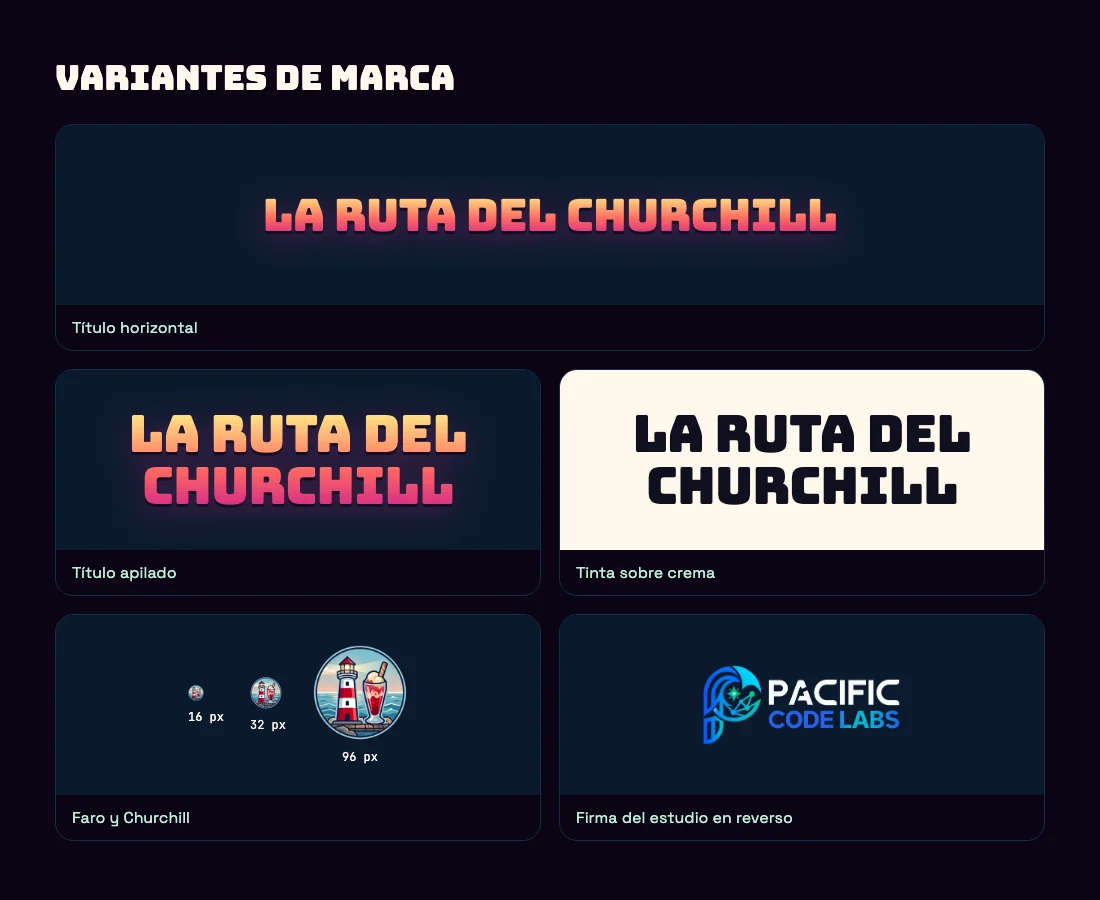 VARIANTES DE MARCA
LA RUTA DEL CHURCHILL
Título horizontal
LA RUTA DEL
CHURCHILL
Título apilado
LA RUTA DEL
CHURCHILL
Tinta sobre crema
16 px
32 px
96 px
Faro y Churchill
PACIFIC
CODE LABS
Firma del estudio en reverso